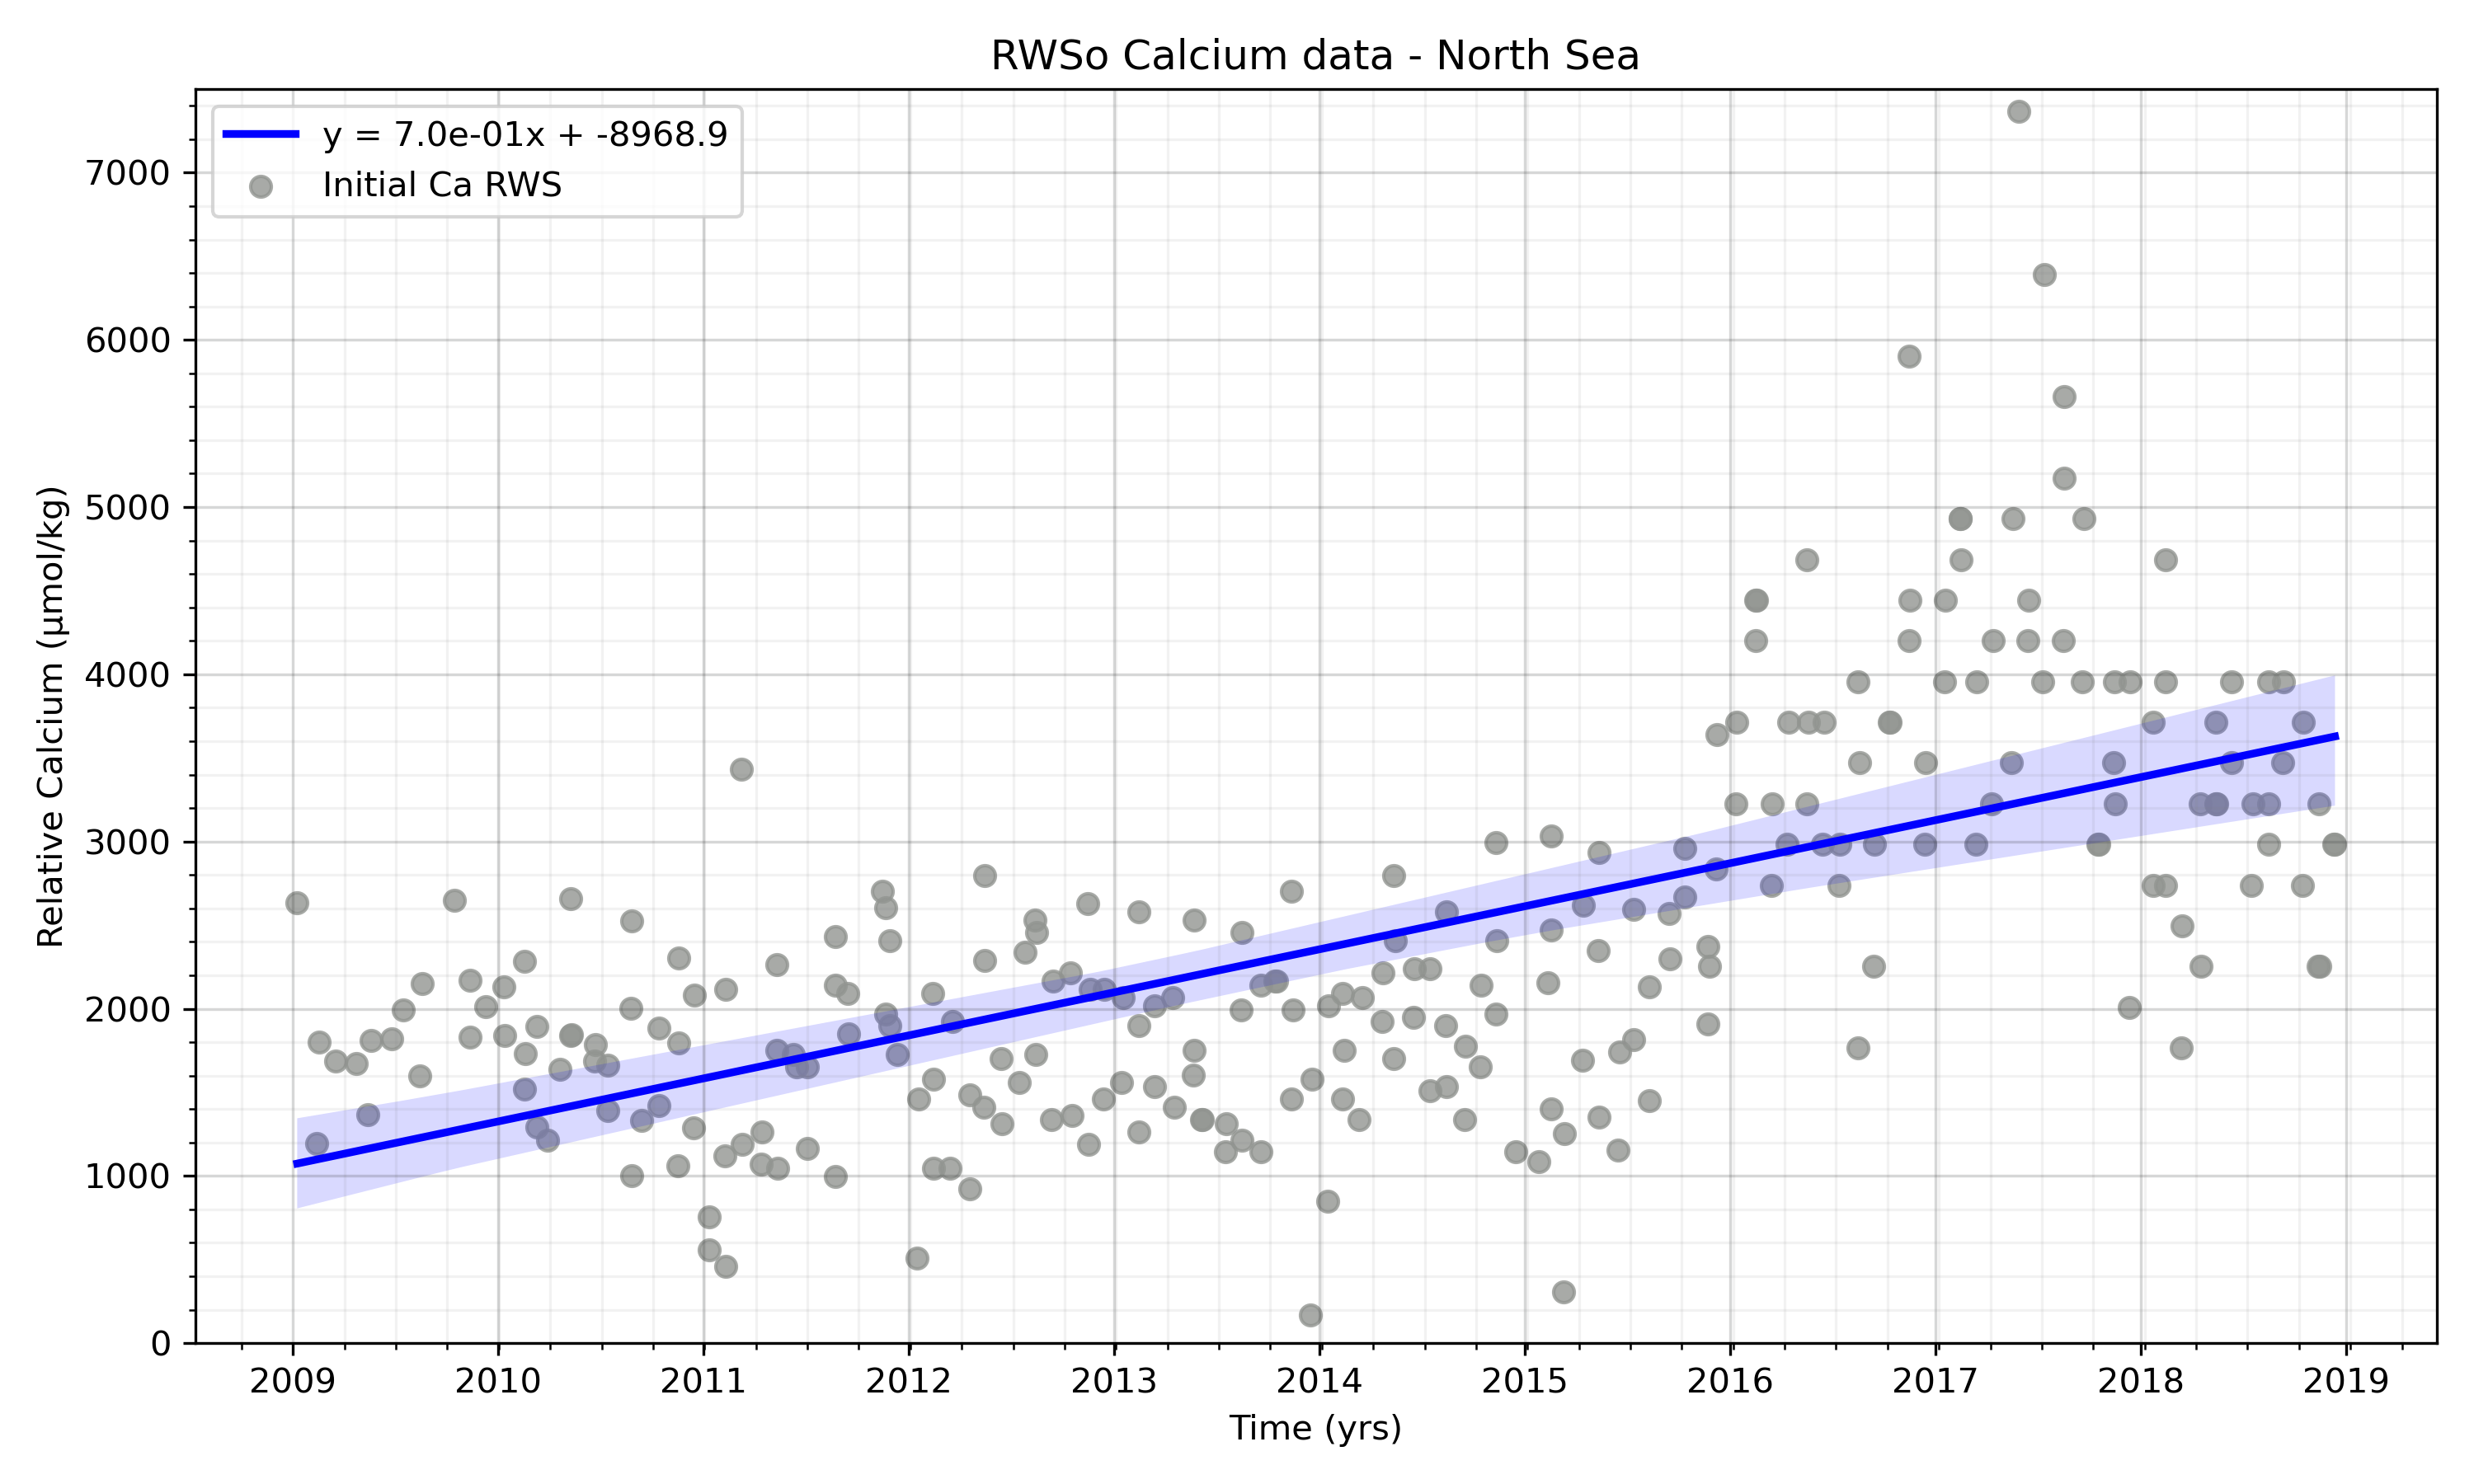 RWSo Calcium data - North Sea
y = 7.0e-01x + -8968.9
Initial Ca RWS
Relative Calcium (µmol/kg)
7000
6000
5000
4000
3000
2000
1000
0
2009 2010 2011 2012 2013 2014 2015 2016 2017 2018 2019
Time (yrs)